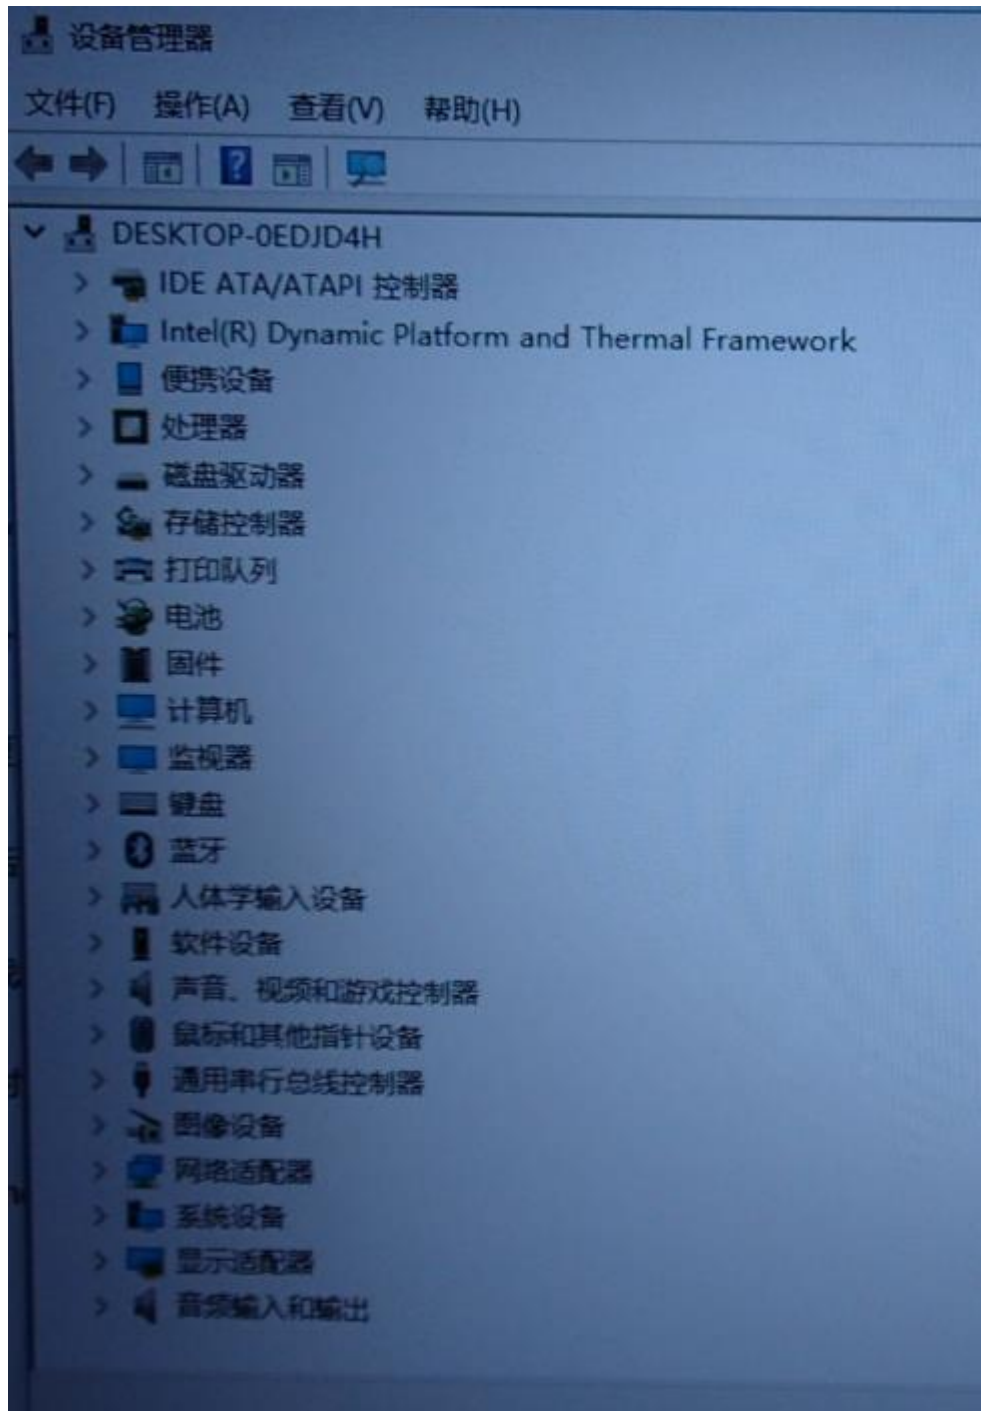 设备管理器
文件(F) 操作(A) 查看(V) 帮助(H)
DESKTOP-0EDJD4H
IDE ATA/ATAPI 控制器
Intel(R) Dynamic Platform and Thermal Framework
便携设备
处理器
磁盘驱动器
存储控制器
打印队列
电池
固件
计算机
监视器
键盘
蓝牙
人体学输入设备
软件设备
声音、视频和游戏控制器
鼠标和其他指针设备
通用串行总线控制器
图像设备
网络适配器
系统设备
显示适配器
音频输入和输出